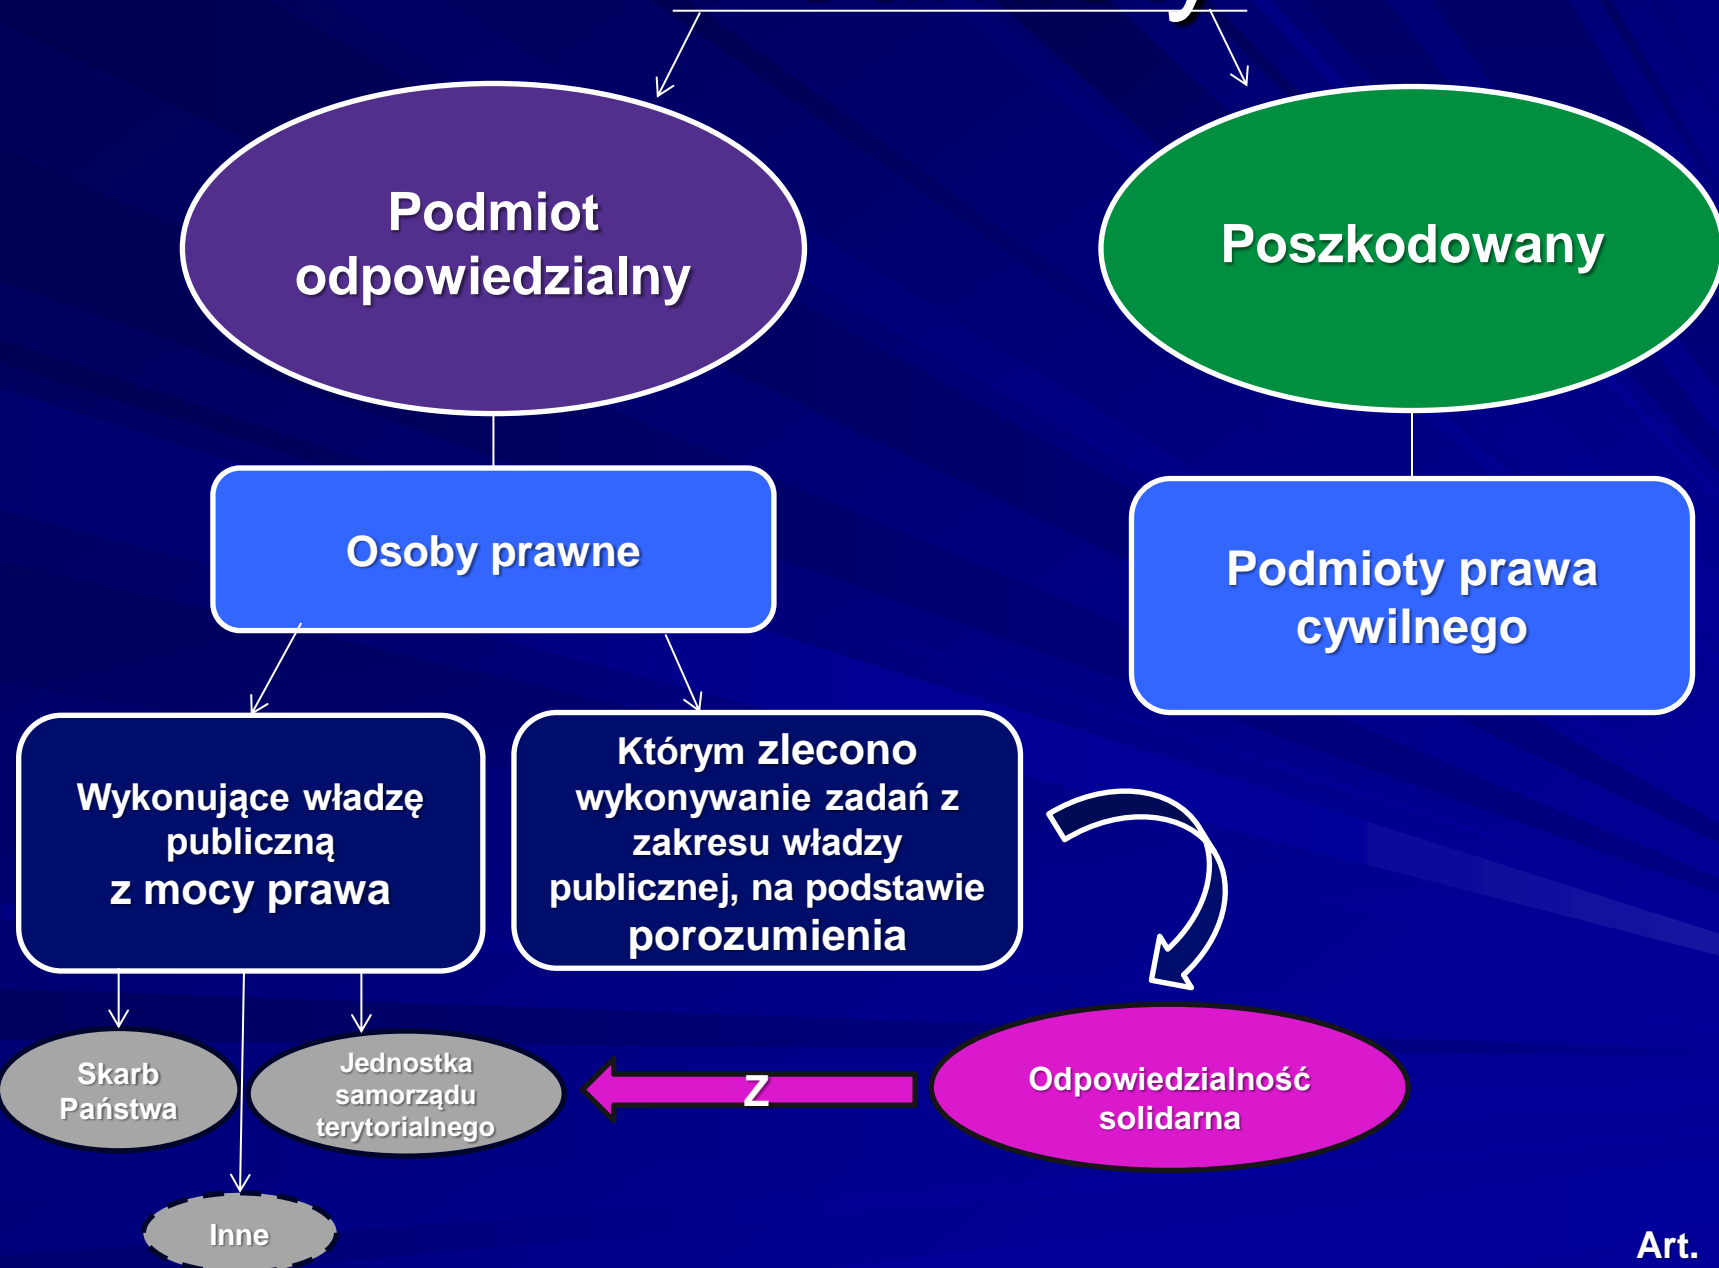 Podmiot
odpowiedzialny
Poszkodowany
Osoby prawne
Podmioty prawa
cywilnego
Wykonujące władzę
publiczną
z mocy prawa
Którym zlecono
wykonywanie zadań z
zakresu władzy
publicznej, na podstawie
porozumienia
Skarb
Państwa
Jednostka
samorządu
terytorialnego
Z
Odpowiedzialność
solidarna
Inne
Art.